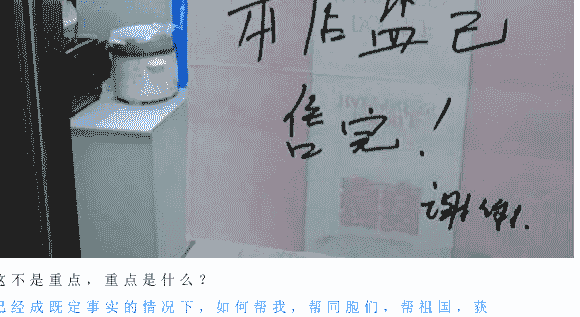 本店盐已
售完！
谢谢.
这不是重点，重点是什么？
已经成既定事实的情况下，如何帮我，帮同胞们，帮祖国，获